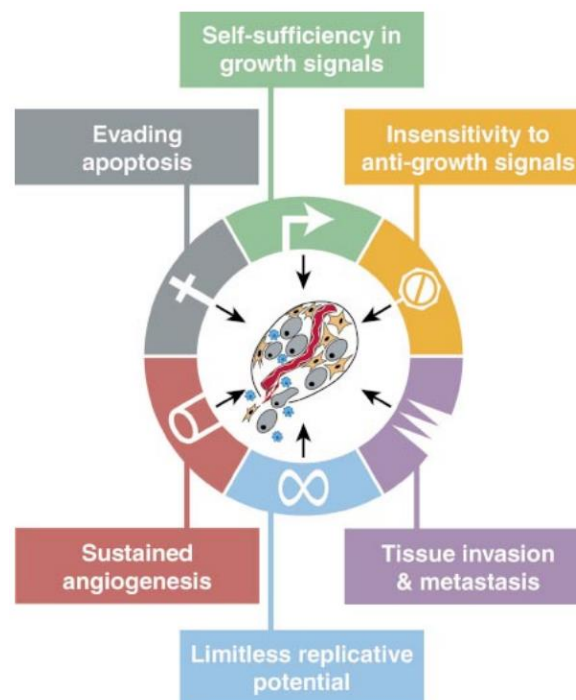 Self-sufficiency in
growth signals
Evading
apoptosis
Insensitivity to
anti-growth signals
Sustained
angiogenesis
Tissue invasion
& metastasis
Limitless replicative
potential